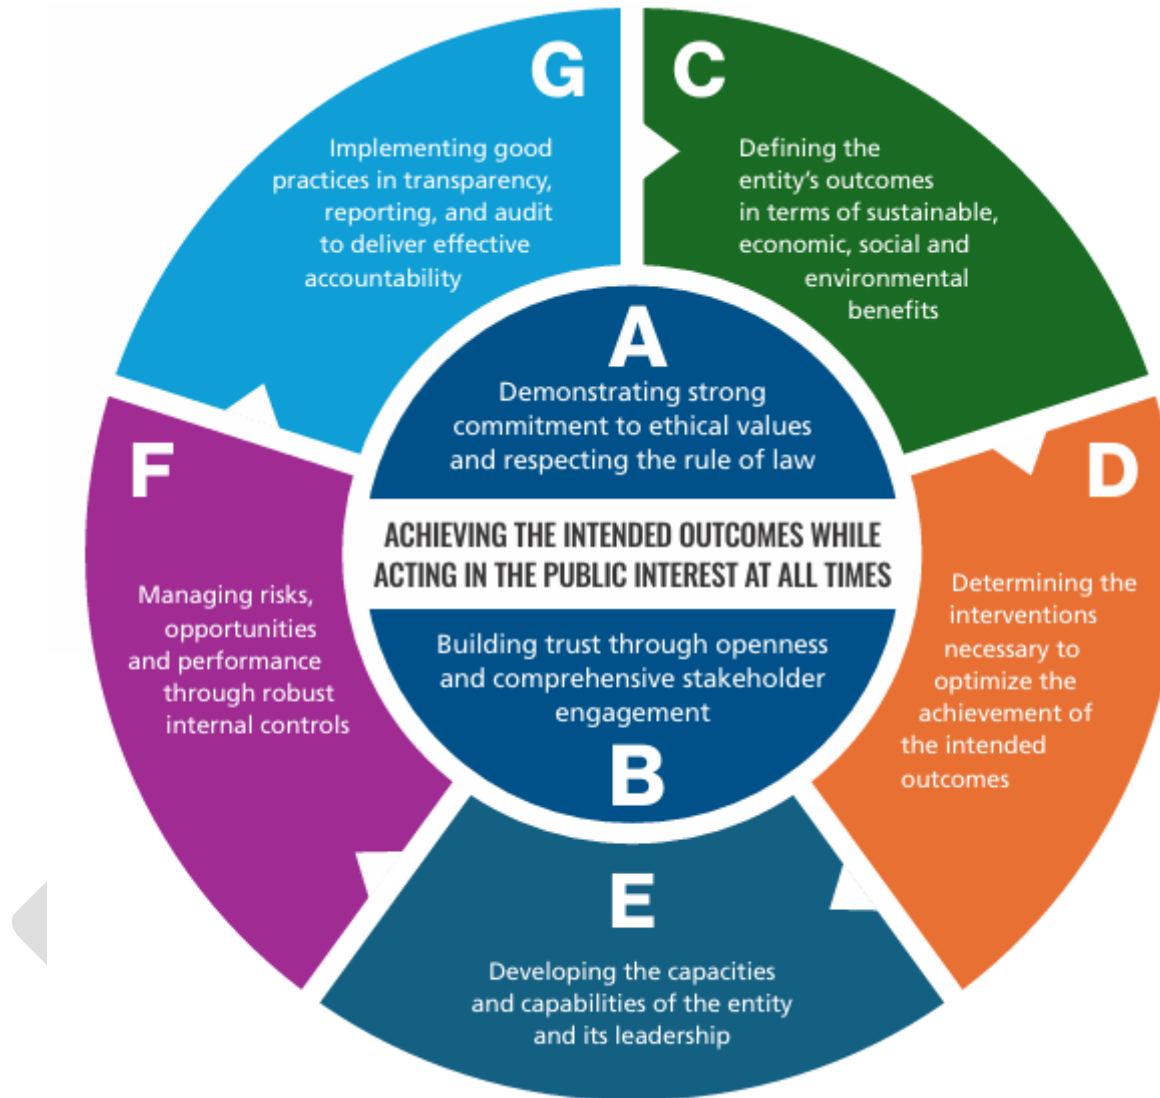 G
Implementing good
practices in transparency,
reporting, and audit
to deliver effective
accountability
C
Defining the
entity’s outcomes
in terms of sustainable,
economic, social and
environmental
benefits
A
Demonstrating strong
commitment to ethical values
and respecting the rule of law
ACHIEVING THE INTENDED OUTCOMES WHILE
ACTING IN THE PUBLIC INTEREST AT ALL TIMES
Building trust through openness
and comprehensive stakeholder
engagement
B
D
Determining the
interventions
necessary to
optimize the
achievement of
the intended
outcomes
E
Developing the capacities
and capabilities of the entity
and its leadership
F
Managing risks,
opportunities
and performance
through robust
internal controls